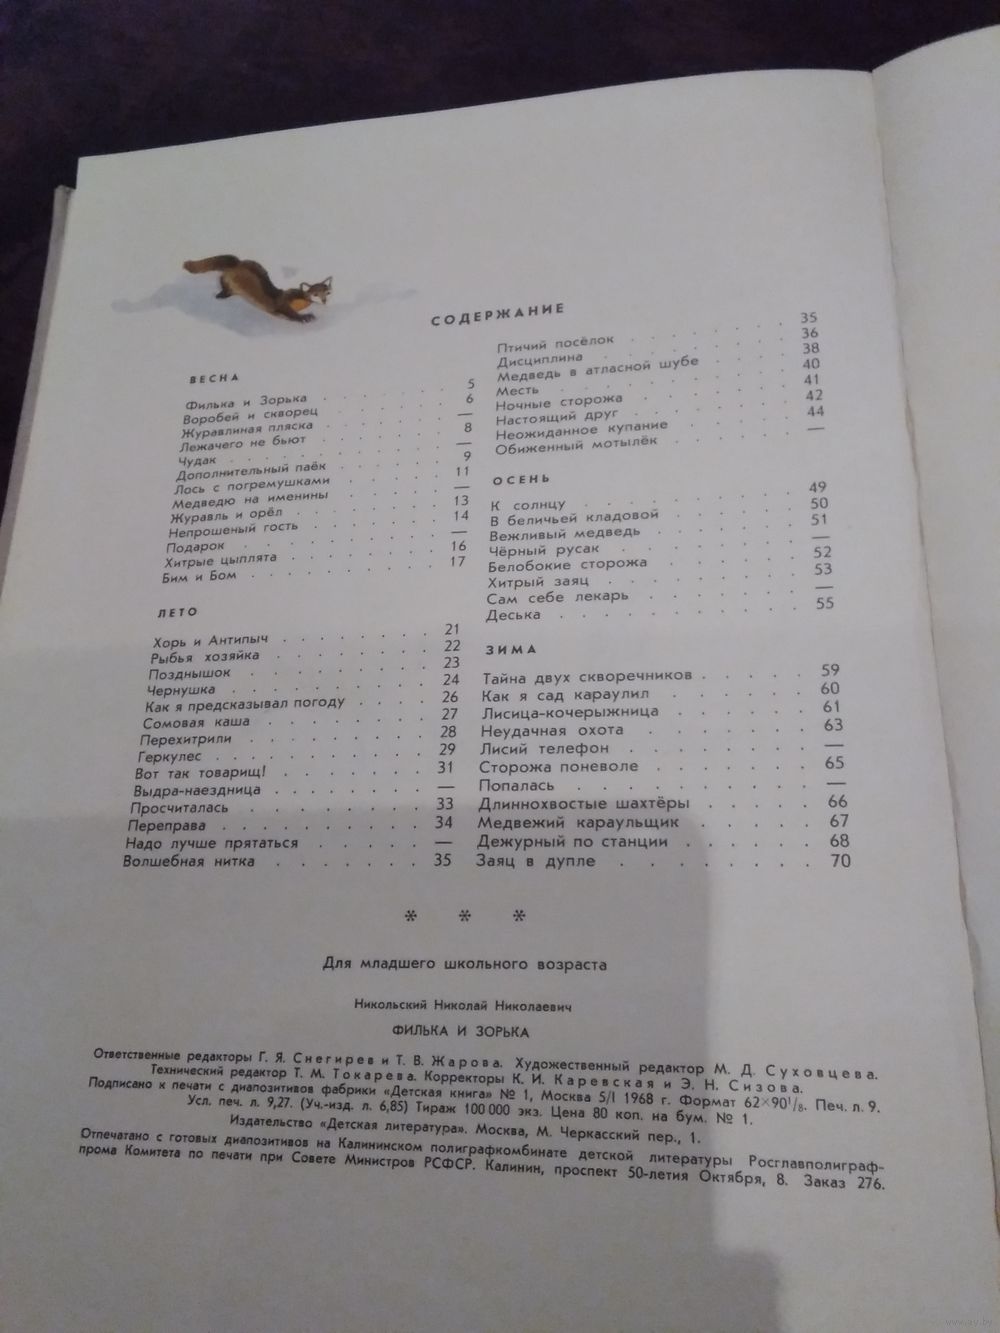 СОДЕРЖАНИЕ
ВЕСНА
Филька и Зорька . . . . . . 5
Воробей и скворец . . . . . . 6
Журавлиная пляска . . . . . . —
Лежачего не бьют . . . . . . 8
Чудак . . . . . . —
Дополнительный паёк . . . . . . 9
Лось с погремушками . . . . . . 11
Медведю на именины . . . . . . —
Журавль и орёл . . . . . . 13
Непрошеный гость . . . . . . 14
Подарок . . . . . . —
Хитрые цыплята . . . . . . 16
Бим и Бом . . . . . . 17
ЛЕТО
Хорь и Антипыч . . . . . . 21
Рыбья хозяйка . . . . . . 22
Позднышок . . . . . . 23
Чернушка . . . . . . 24
Как я предсказывал погоду . . . . 26
Сомовая каша . . . . . . 27
Перехитрили . . . . . . 28
Геркулес . . . . . . 29
Вот так товарищ! . . . . . . 31
Выдра-наездница . . . . . . —
Просчиталась . . . . . . 33
Переправа . . . . . . 34
Надо лучше прятаться . . . . . —
Волшебная нитка . . . . . . 35
Птичий посёлок . . . . . . 35
Дисциплина . . . . . . 36
Медведь в атласной шубе . . . . 38
Месть . . . . . . 40
Ночные сторожа . . . . . . 41
Настоящий друг . . . . . . 42
Неожиданное купание . . . . . 44
Обиженный мотылёк . . . . . —
ОСЕНЬ
К солнцу . . . . . . 49
В беличьей кладовой . . . . . 50
Вежливый медведь . . . . . 51
Чёрный русак . . . . . . —
Белобокие сторожа . . . . . 52
Хитрый заяц . . . . . . 53
Сам себе лекарь . . . . . . —
Деська . . . . . . 55
ЗИМА
Тайна двух скворечников . . . . . 59
Как я сад караулил . . . . . 60
Лисица-кочерыжница . . . . . 61
Неудачная охота . . . . . . 63
Лисий телефон . . . . . . —
Сторожа поневоле . . . . . . 65
Попалась . . . . . . —
Длиннохвостые шахтёры . . . . . 66
Медвежий караульщик . . . . . 67
Дежурный по станции . . . . . 68
Заяц в дупле . . . . . . 70
* * *
Для младшего школьного возраста
Никольский Николай Николаевич
ФИЛЬКА И ЗОРЬКА
Ответственные редакторы Г. Я. Снегирев и Т. В. Жарова. Художественный редактор М. Д. Суховцева.
Технический редактор Т. М. Токарева. Корректоры К. И. Каревская и Э. Н. Сизова.
Подписано к печати с диапозитивов фабрики «Детская книга» № 1, Москва 5/I 1968 г. Формат 62×90¹/₈. Печ. л. 9.
Усл. печ. л. 9,27. (Уч.-изд. л. 6,85) Тираж 100 000 экз. Цена 80 коп. на бум. № 1.
Издательство «Детская литература». Москва, М. Черкасский пер., 1.
Отпечатано с готовых диапозитивов на Калининском полиграфкомбинате детской литературы Росглавполиграф-
прома Комитета по печати при Совете Министров РСФСР. Калинин, проспект 50-летия Октября, 8. Заказ 276.
www.ay.by